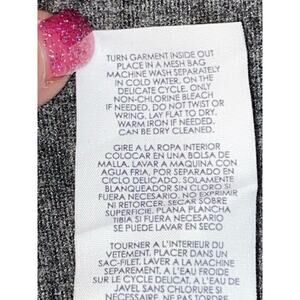 TURN GARMENT INSIDE OUT
PLACE IN A MESH BAG
MACHINE WASH SEPARATELY
IN COLD WATER, ON THE
DELICATE CYCLE. ONLY
NON-CHLORINE BLEACH
IF NEEDED. DO NOT TWIST OR
WRING. LAY FLAT TO DRY.
WARM IRON IF NEEDED.
CAN BE DRY CLEANED.
GIRE A LA ROPA INTERIOR
COLOCAR EN UNA BOLSA DE
MALLA. LAVAR A MAQUINA CON
AGUA FRIA, POR SEPARADO EN
CICLO DELICADO. SOLAMENTE
BLANQUEADOR SIN CLORO SI
FUERA NECESARIO. NO EXPRIMIR
NI RETORCER. SECAR SOBRE
SUPERFICIE. PLANA PLANCHA
TIBIA SI FUERA NECESARIO
SE PUEDE LAVAR EN SECO
TOURNER A L'INTERIEUR DU
VETEMENT. PLACER DANS UN
SAC-FILET. LAVER A LA MACHINE
SEPAREMENT, A L'EAU FROIDE
SUR LE CYCLE DELICAT. A L'EAU DE
JAVEL SANS CHLORE SI
NECESSAIRE. NE PAS TORDRE